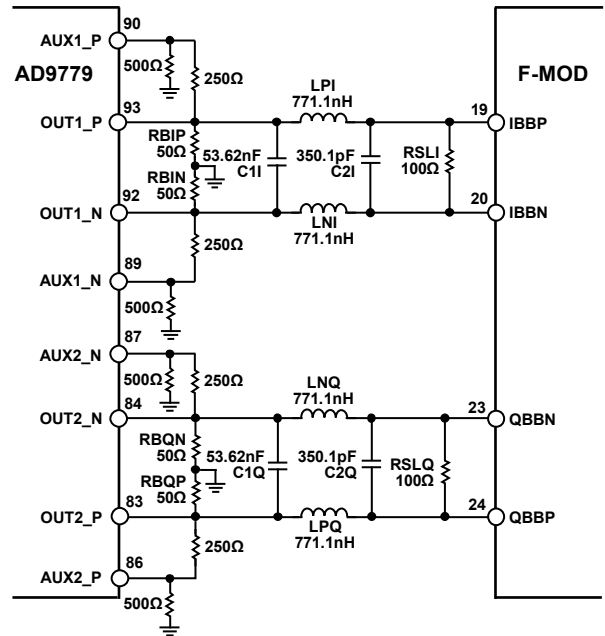 90
AUX1_P
AD9779
500Ω
250Ω
F-MOD
LPI
771.1nH
93
OUT1_P
19
IBBP
RBIP
50Ω
53.62nF
C1I
350.1pF
C2I
RSLI
100Ω
RBIN
50Ω
92
OUT1_N
20
IBBN
LNI
771.1nH
250Ω
89
AUX1_N
500Ω
87
AUX2_N
500Ω
250Ω
LNQ
771.1nH
84
OUT2_N
23
QBBN
RBQN
50Ω
53.62nF
C1Q
350.1pF
C2Q
RSLQ
100Ω
RBQP
50Ω
83
OUT2_P
24
QBBP
LPQ
771.1nH
250Ω
86
AUX2_P
500Ω